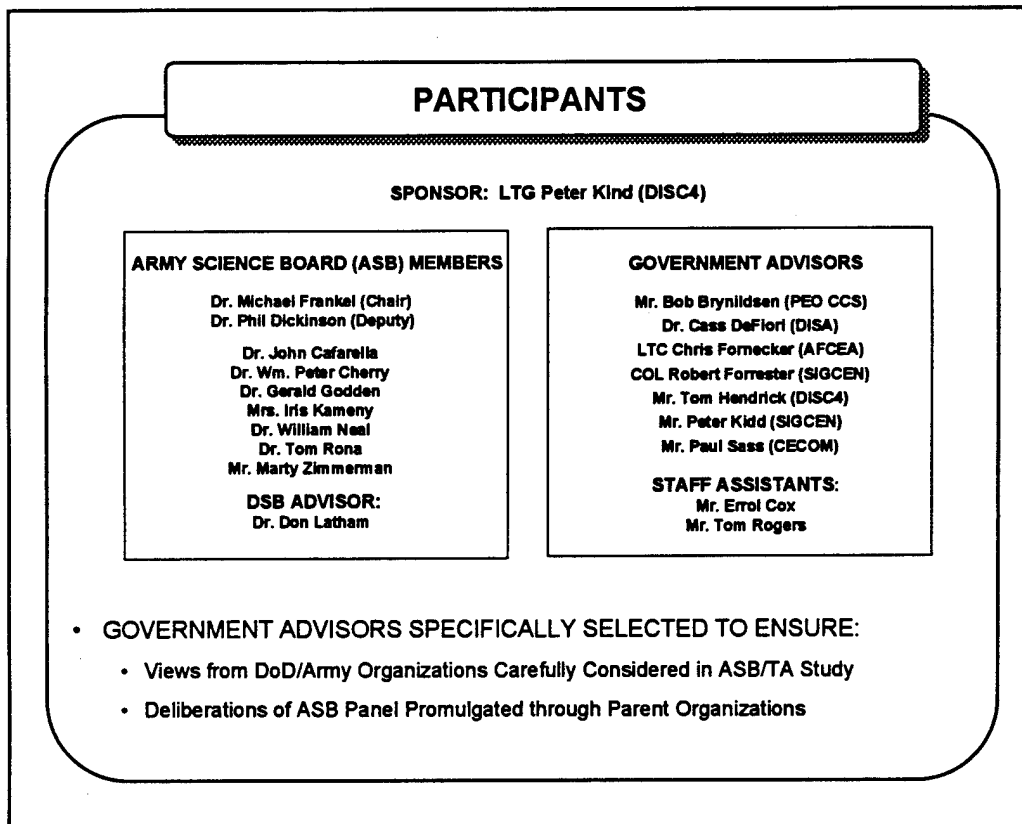 PARTICIPANTS
SPONSOR: LTG Peter Kind (DISC4)
ARMY SCIENCE BOARD (ASB) MEMBERS
Dr. Michael Frankel (Chair)
Dr. Phil Dickinson (Deputy)
Dr. John Cafarella
Dr. Wm. Peter Cherry
Dr. Gerald Godden
Mrs. Iris Kameny
Dr. William Neal
Dr. Tom Rona
Mr. Marty Zimmerman
DSB ADVISOR:
Dr. Don Latham
GOVERNMENT ADVISORS
Mr. Bob Brynildsen (PEO CCS)
Dr. Cass DeFiori (DISA)
LTC Chris Fornecker (AFCEA)
COL Robert Forrester (SIGCEN)
Mr. Tom Hendrick (DISC4)
Mr. Peter Kidd (SIGCEN)
Mr. Paul Sass (CECOM)
STAFF ASSISTANTS:
Mr. Errol Cox
Mr. Tom Rogers
• GOVERNMENT ADVISORS SPECIFICALLY SELECTED TO ENSURE:
• Views from DoD/Army Organizations Carefully Considered in ASB/TA Study
• Deliberations of ASB Panel Promulgated through Parent Organizations